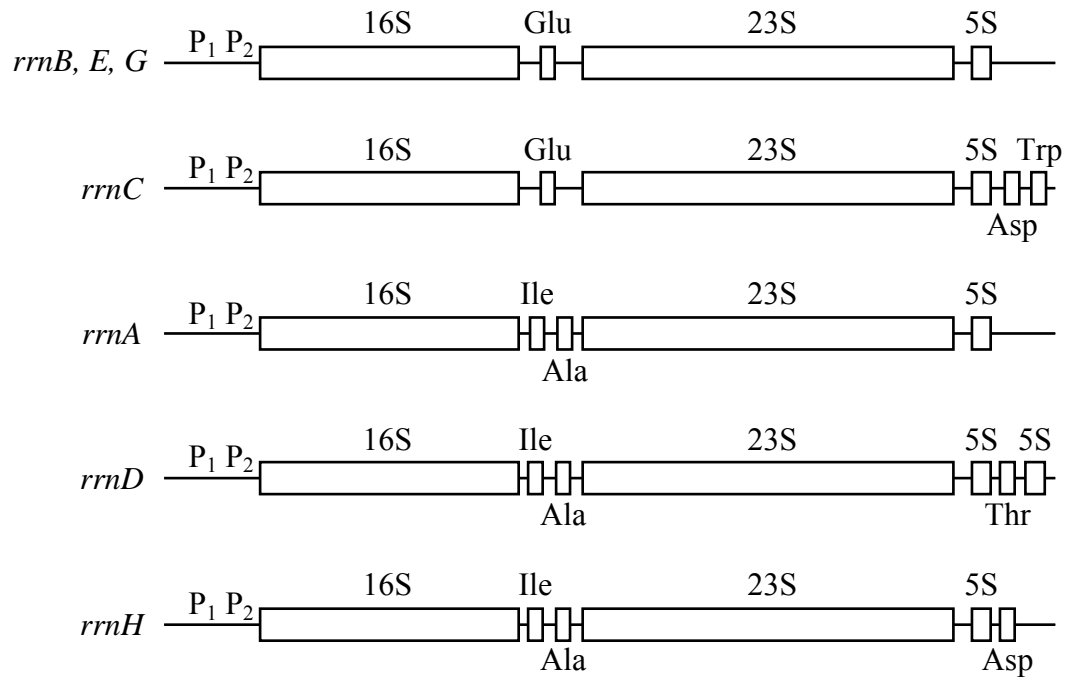 16S Glu 23S 5S
P1 P2
rrnB, E, G
16S Glu 23S 5S Trp
P1 P2
rrnC
Asp
16S Ile 23S 5S
P1 P2
rrnA
Ala
16S Ile 23S 5S 5S
P1 P2
rrnD
Ala Thr
16S Ile 23S 5S
P1 P2
rrnH
Ala Asp